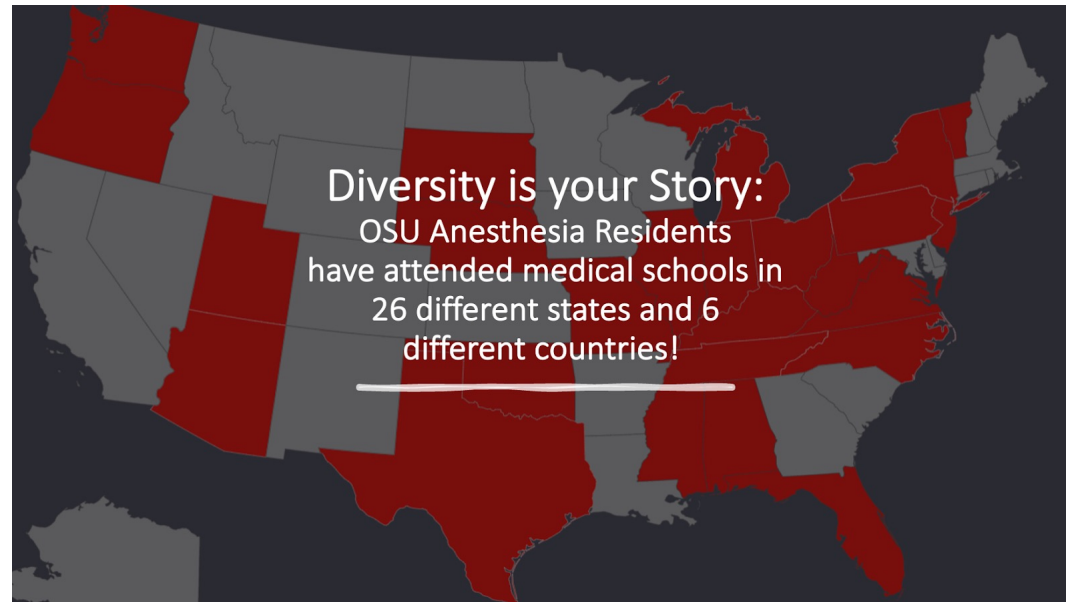 Diversity is your Story:
OSU Anesthesia Residents
have attended medical schools in
26 different states and 6
different countries!